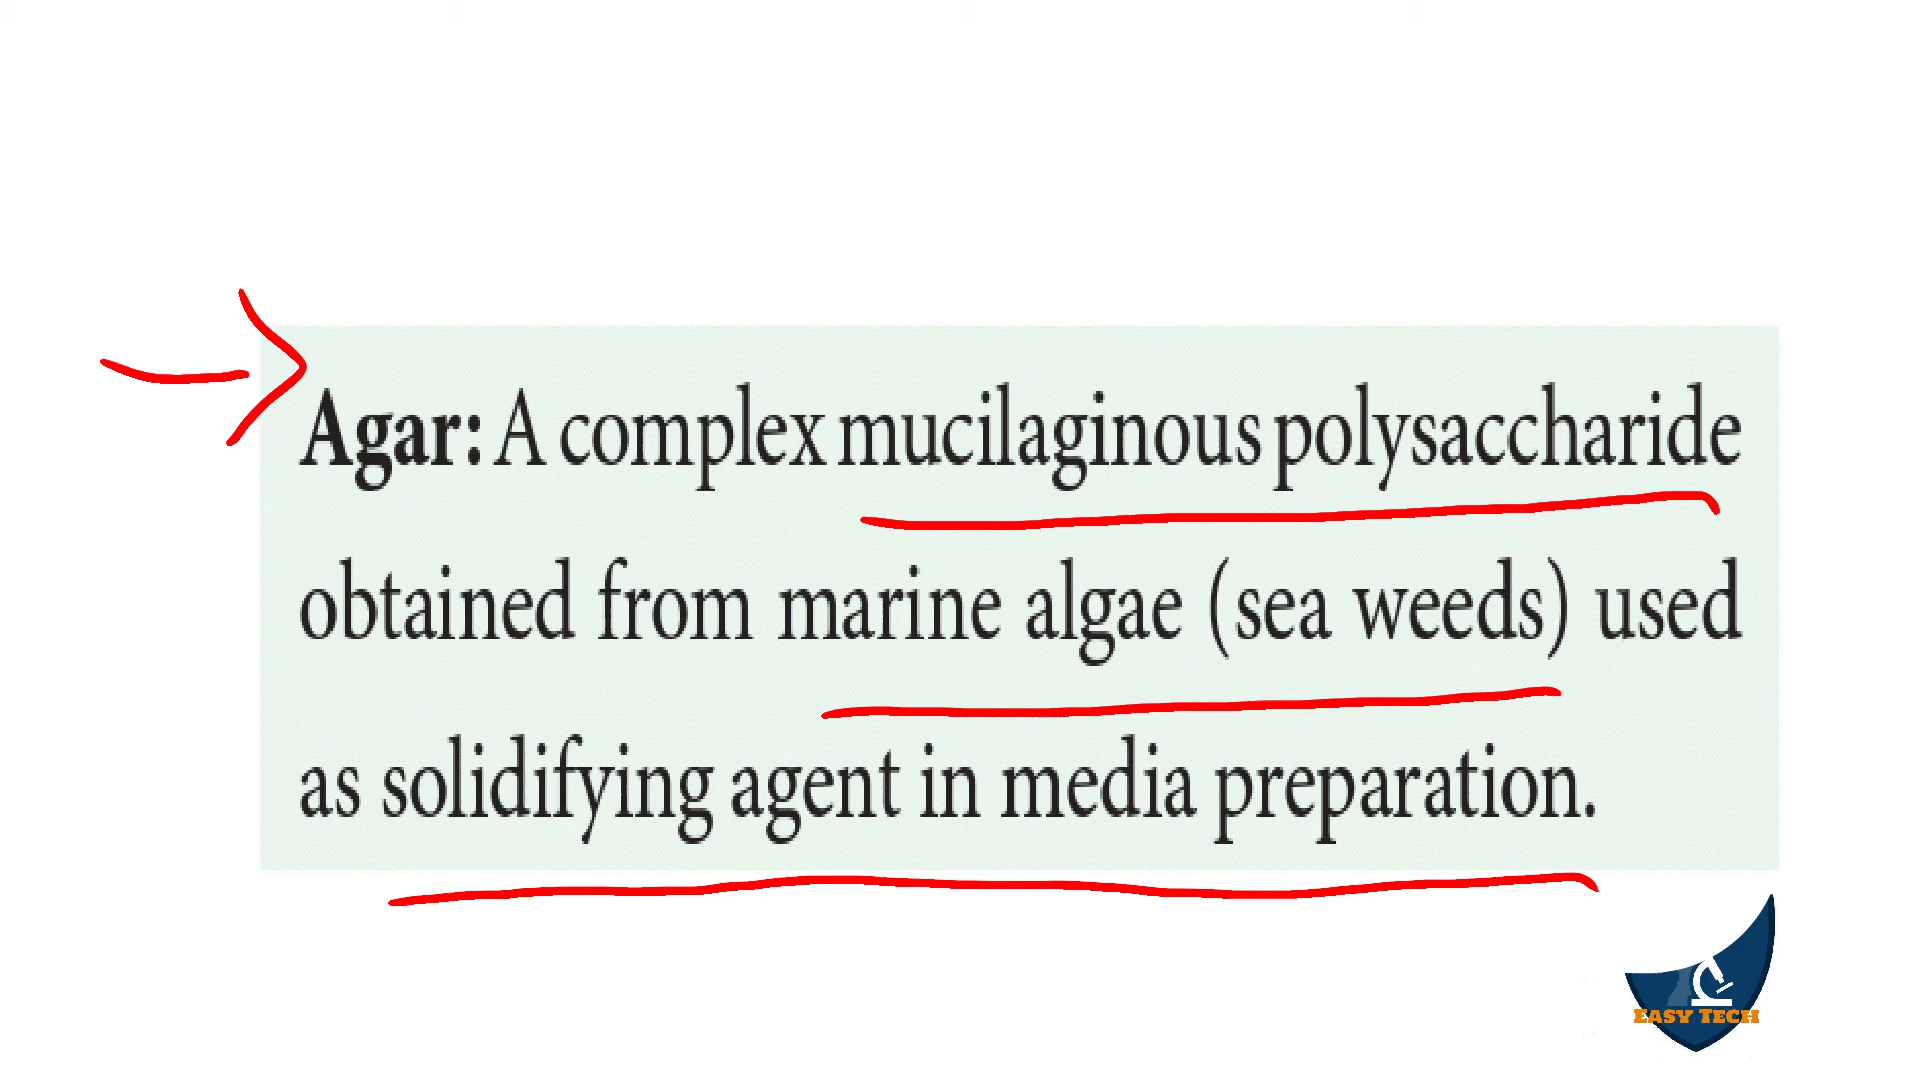 Agar: A complex mucilaginous polysaccharide
obtained from marine algae (sea weeds) used
as solidifying agent in media preparation.
EASY TECH